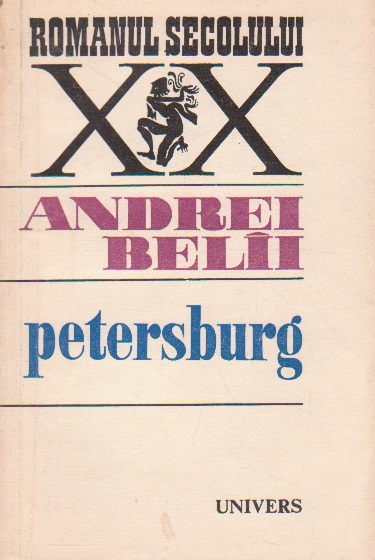 ROMANUL SECOLULUI
XX
ANDREI
BELÎI
petersburg
UNIVERS